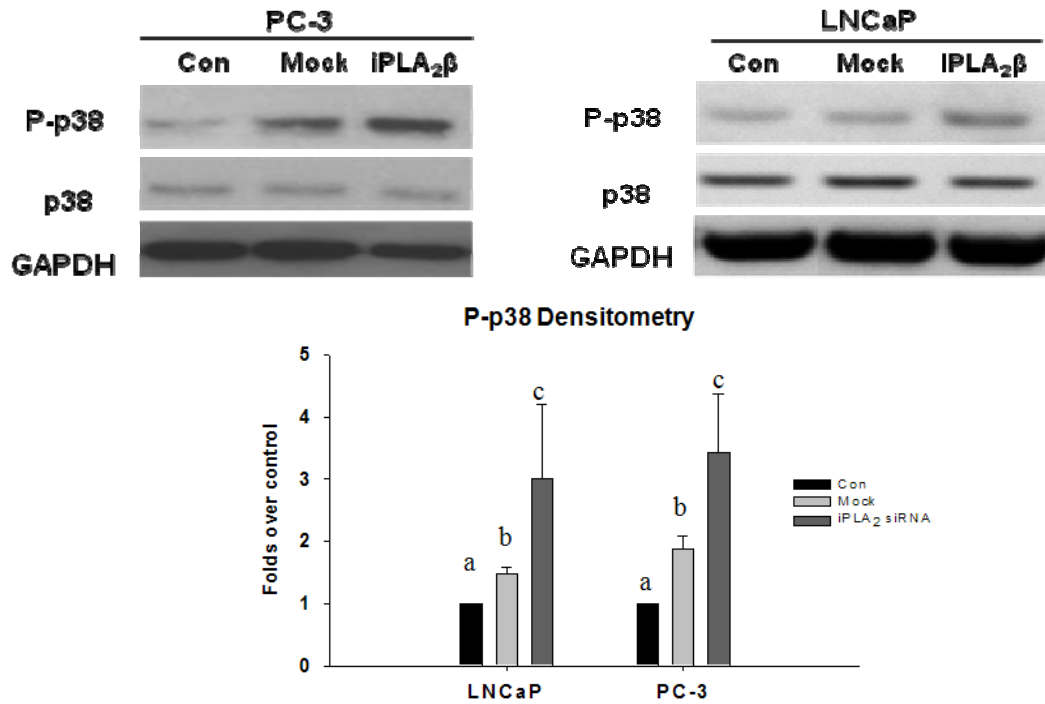 PC-3
Con Mock iPLA₂β
P-p38
p38
GAPDH
LNCaP
Con Mock IPLA₂β
P-p38
p38
GAPDH
P-p38 Densitometry
Folds over control
5
4
3
2
1
0
a
b
c
a
b
c
LNCaP
PC-3
Con
Mock
iPLA₂ siRNA